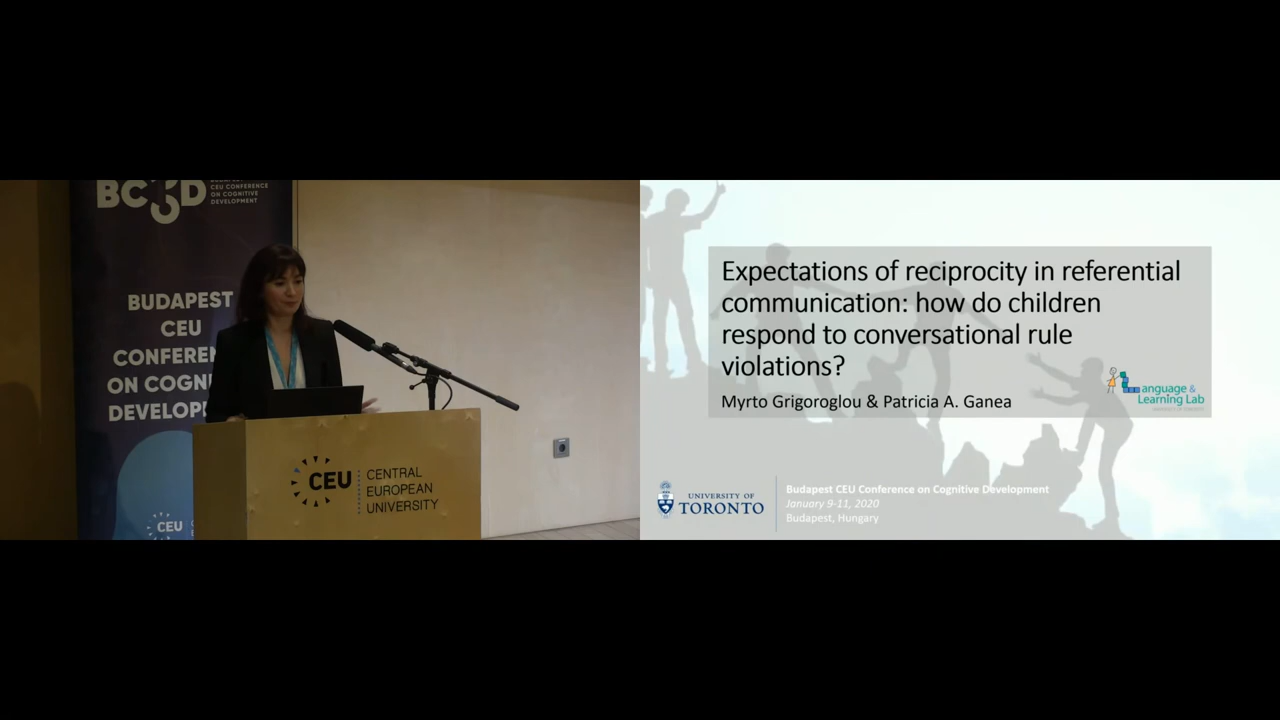 BC D
CEU CONFERENCE
ON COGNITIVE
DEVELOPMENT
BUDAPEST
CEU
CONFEREN
ON COGNI
DEVELOP
CEU
CEU
CENTRAL
EUROPEAN
UNIVERSITY
Expectations of reciprocity in referential
communication: how do children
respond to conversational rule
violations?
Myrto Grigoroglou & Patricia A. Ganea
Language &
Learning Lab
UNIVERSITY OF
TORONTO
Budapest CEU Conference on Cognitive Development
January 9-11, 2020
Budapest, Hungary